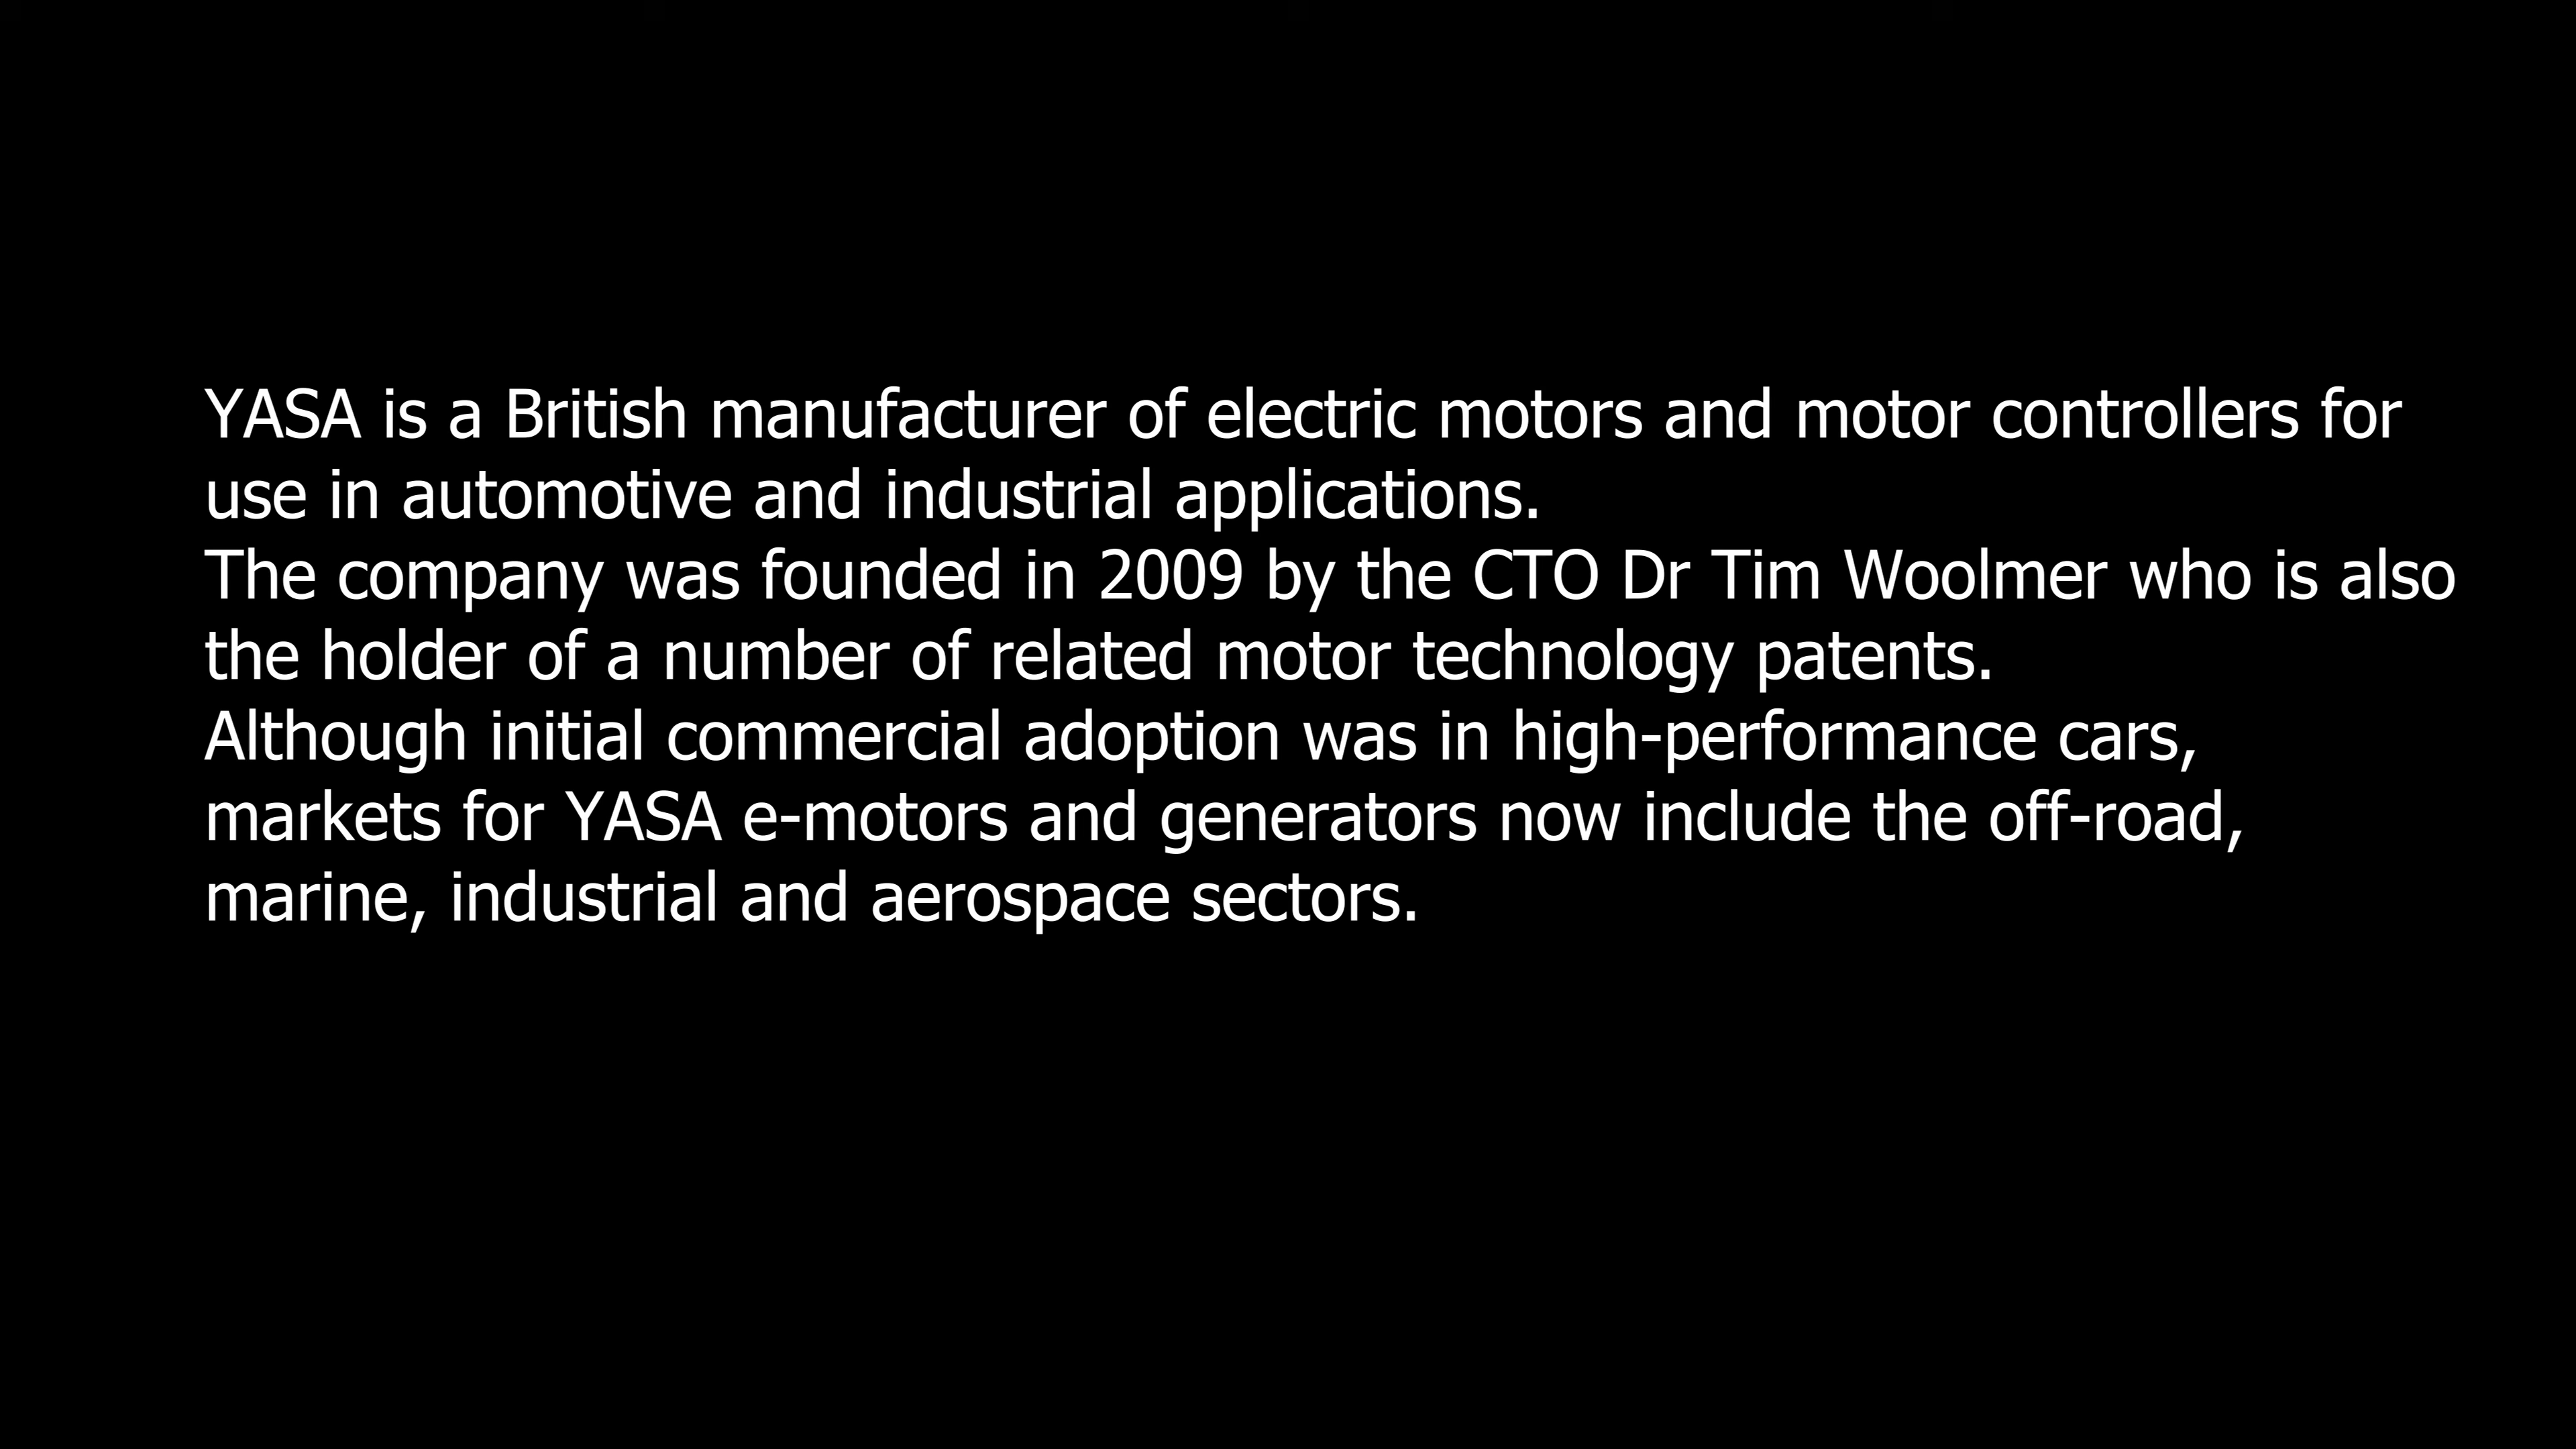 YASA is a British manufacturer of electric motors and motor controllers for
use in automotive and industrial applications.
The company was founded in 2009 by the CTO Dr Tim Woolmer who is also
the holder of a number of related motor technology patents.
Although initial commercial adoption was in high-performance cars,
markets for YASA e-motors and generators now include the off-road,
marine, industrial and aerospace sectors.